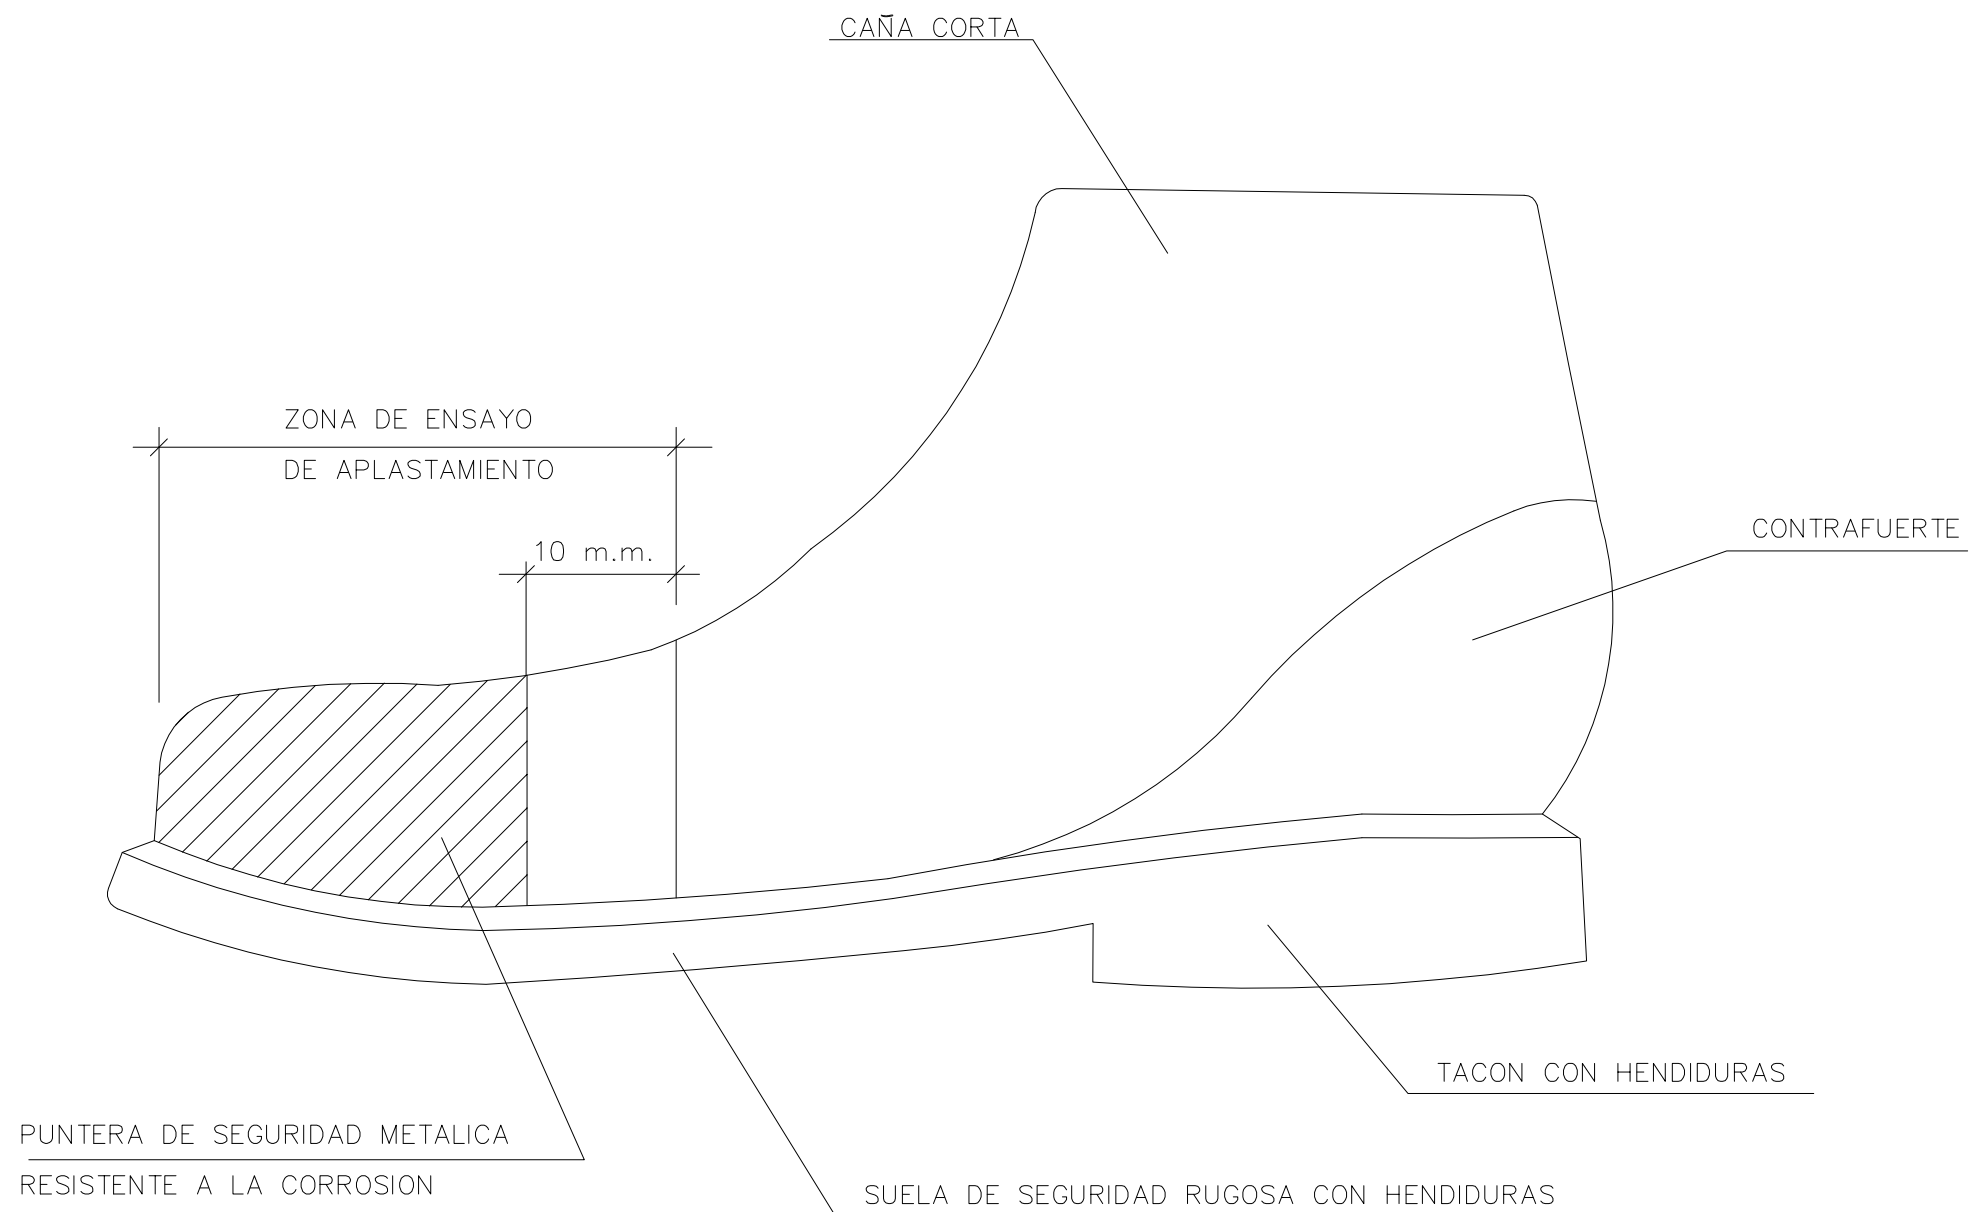 CAÑA CORTA
ZONA DE ENSAYO
DE APLASTAMIENTO
10 m.m.
CONTRAFUERTE
TACON CON HENDIDURAS
PUNTERA DE SEGURIDAD METALICA
RESISTENTE A LA CORROSION
SUELA DE SEGURIDAD RUGOSA CON HENDIDURAS